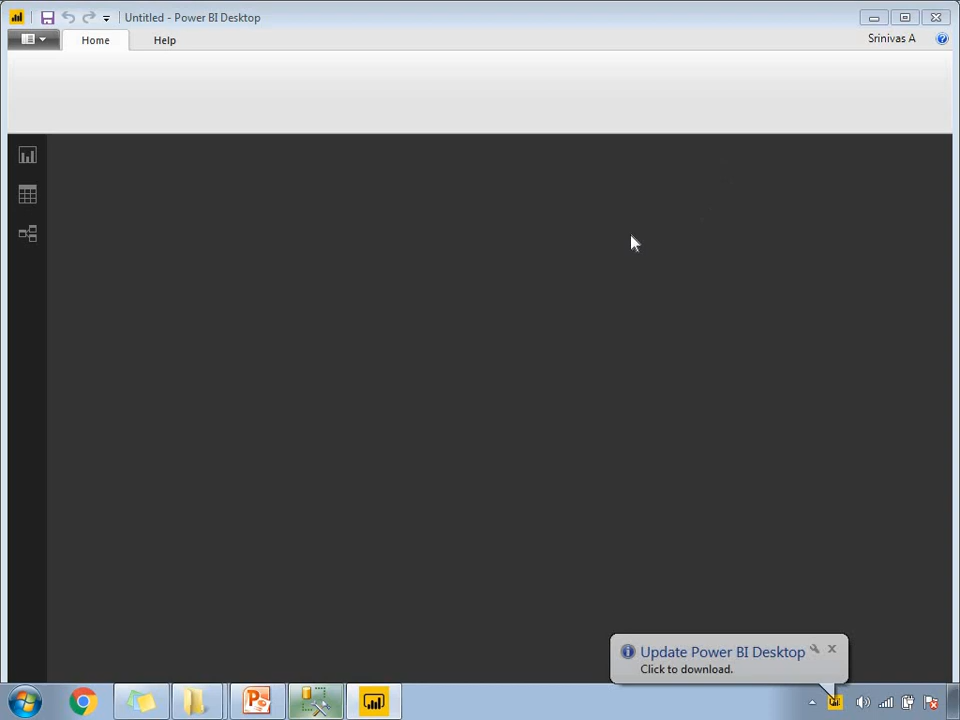 Untitled - Power BI Desktop
Home Help Srinivas A
Update Power BI Desktop
Click to download.